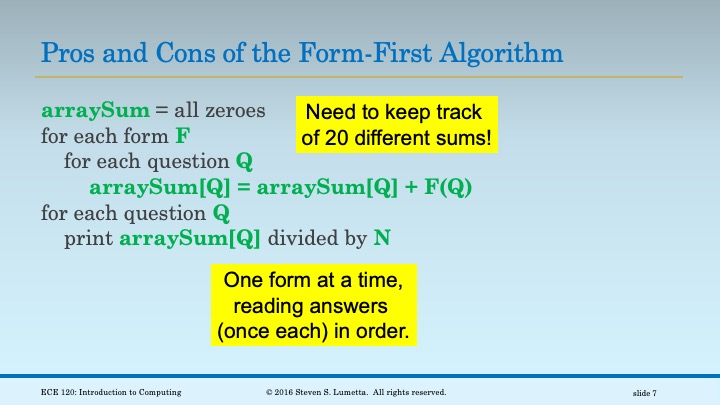 Pros and Cons of the Form-First Algorithm
arraySum = all zeroes
for each form F
for each question Q
arraySum[Q] = arraySum[Q] + F(Q)
for each question Q
print arraySum[Q] divided by N
Need to keep track
of 20 different sums!
One form at a time,
reading answers
(once each) in order.
ECE 120: Introduction to Computing
© 2016 Steven S. Lumetta. All rights reserved.
slide 7